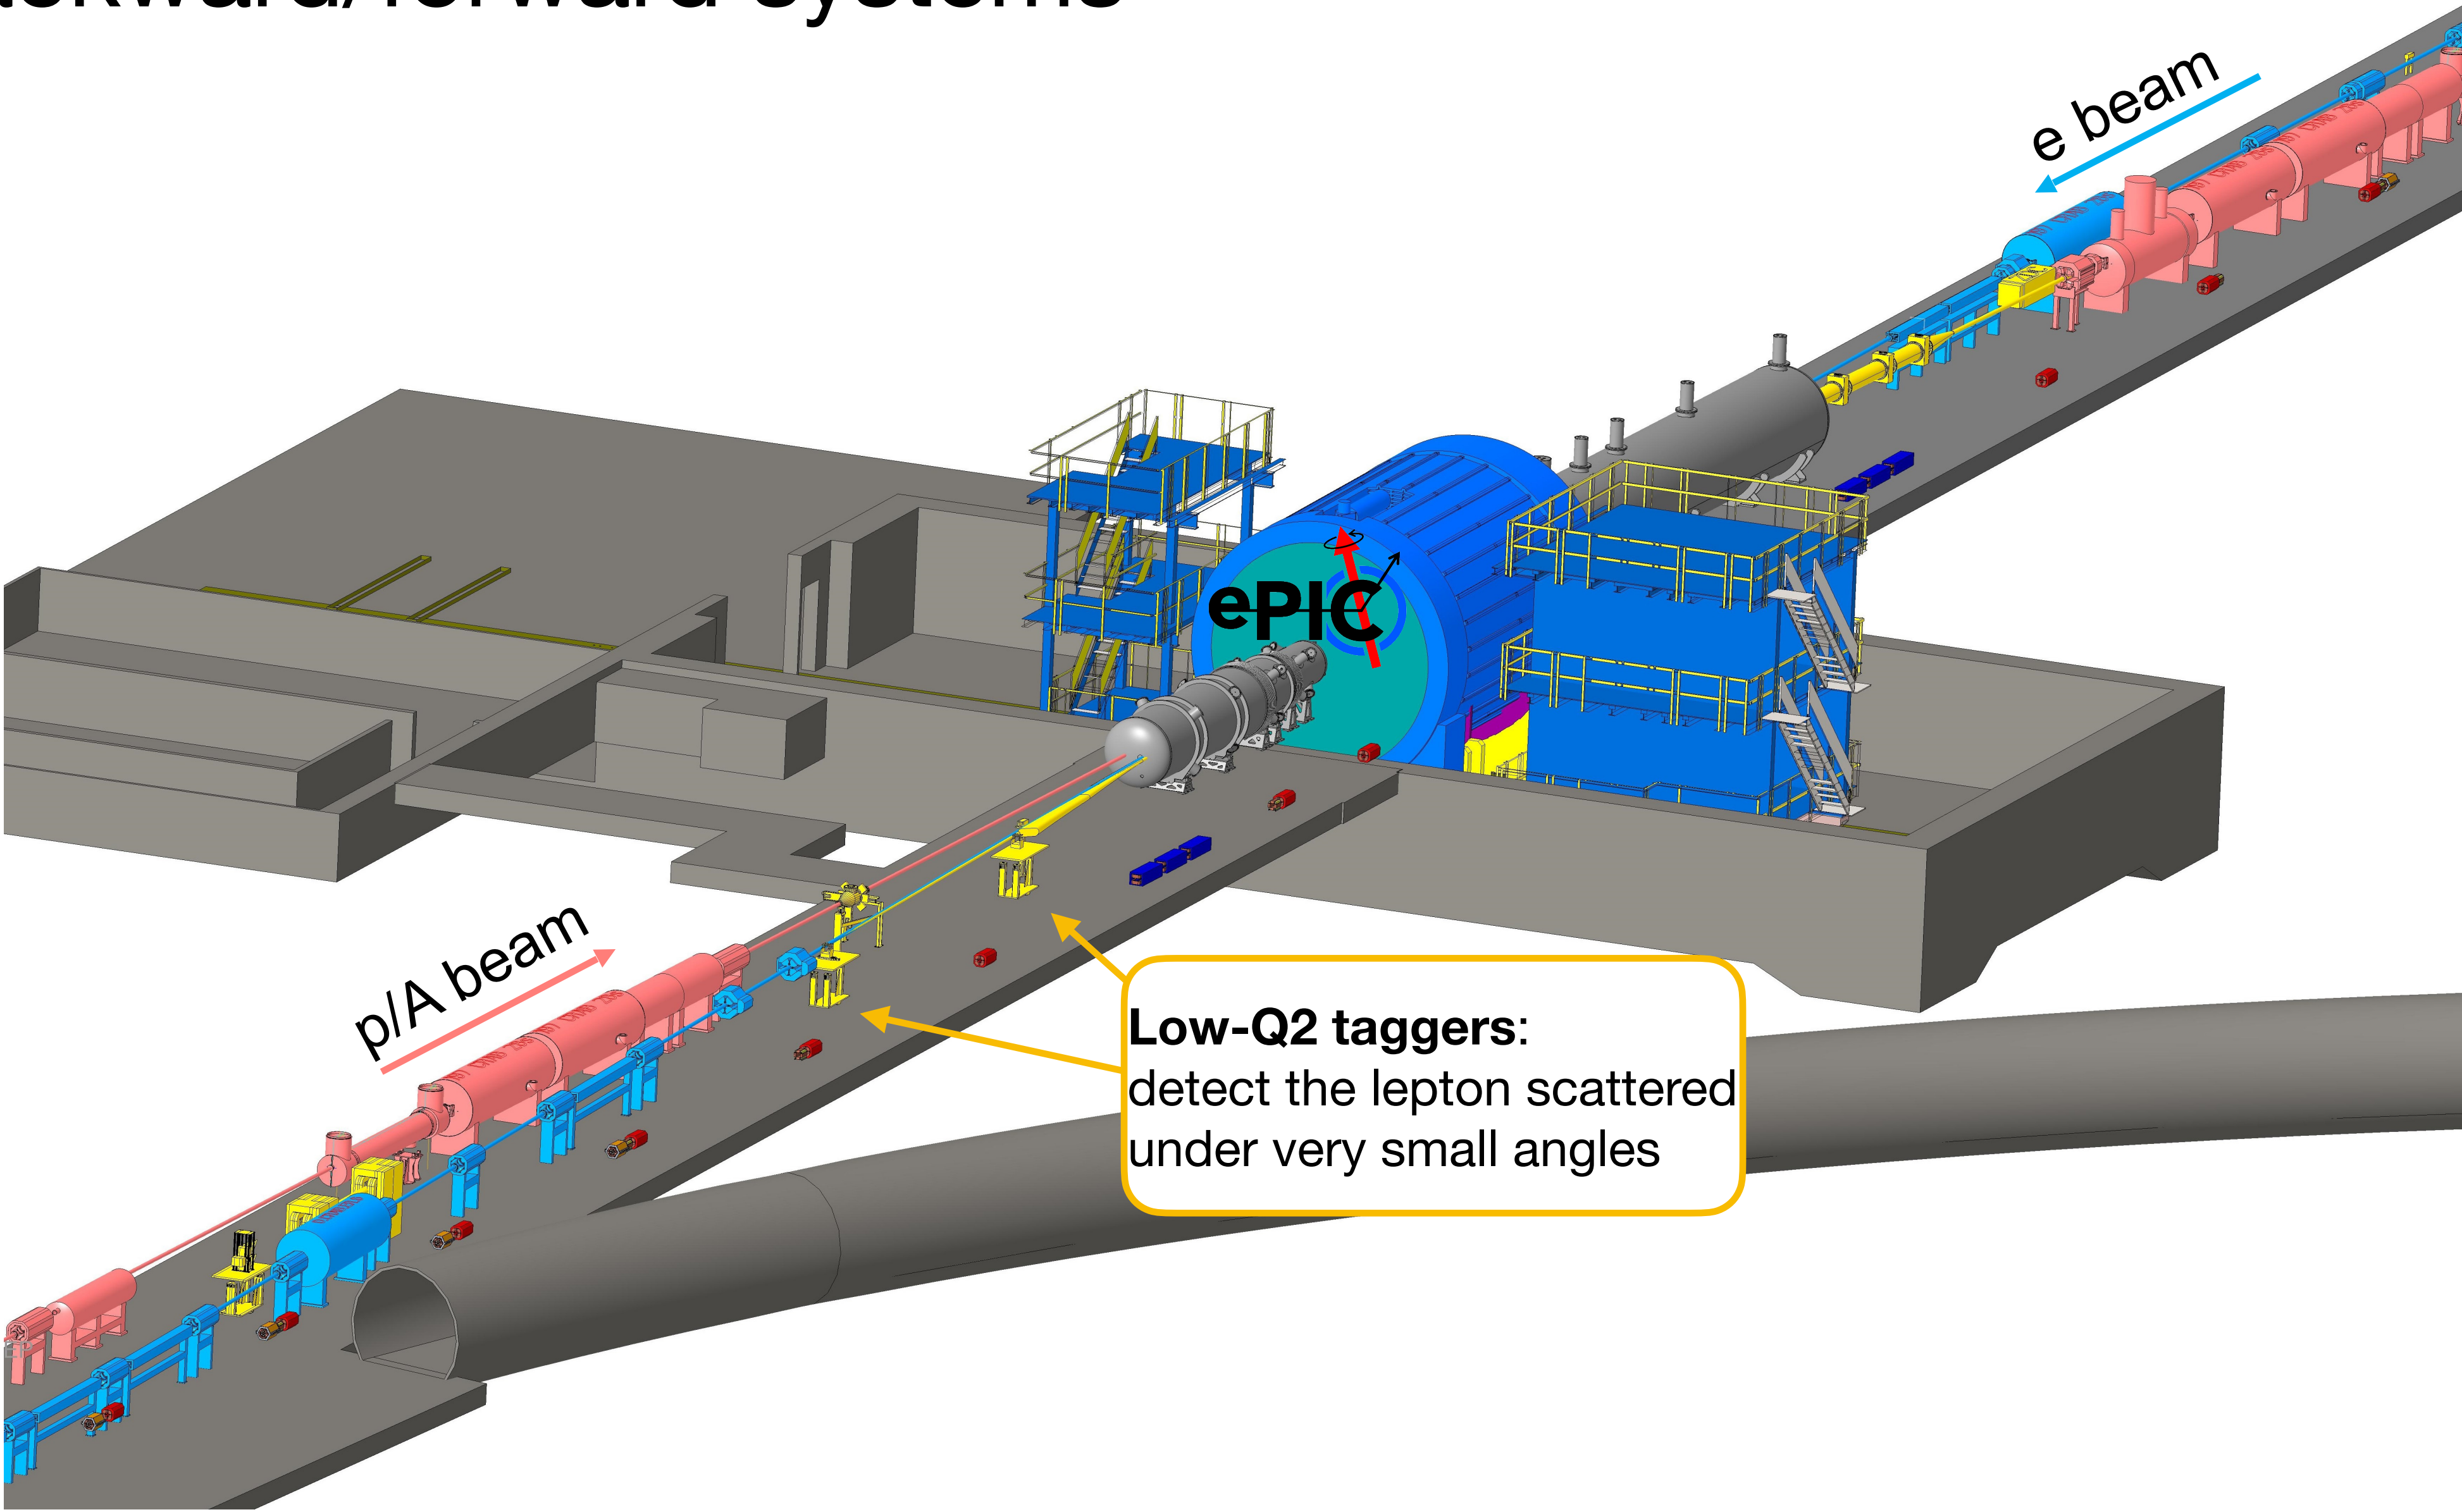 e beam
ePIC
p/A beam
Low-Q2 taggers:
detect the lepton scattered
under very small angles